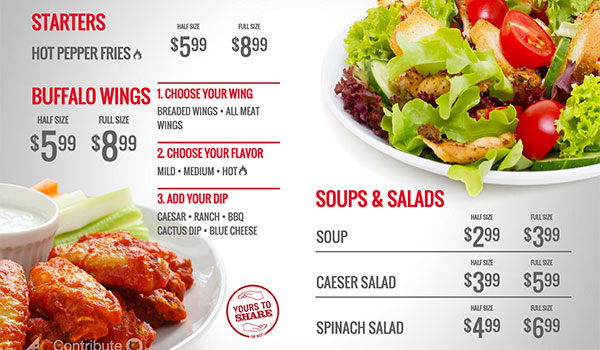 STARTERS
HALF SIZE FULL SIZE
HOT PEPPER FRIES $5.99 $8.99
BUFFALO WINGS
HALF SIZE FULL SIZE
$5.99 $8.99
1. CHOOSE YOUR WING
BREADED WINGS • ALL MEAT
WINGS
2. CHOOSE YOUR FLAVOR
MILD • MEDIUM • HOT
3. ADD YOUR DIP
CAESAR • RANCH • BBQ
CACTUS DIP • BLUE CHEESE
YOURS TO
SHARE
OR NOT
Contribute
SOUPS & SALADS
HALF SIZE FULL SIZE
SOUP $2.99 $3.99
HALF SIZE FULL SIZE
CAESER SALAD $3.99 $5.99
HALF SIZE FULL SIZE
SPINACH SALAD $4.99 $6.99